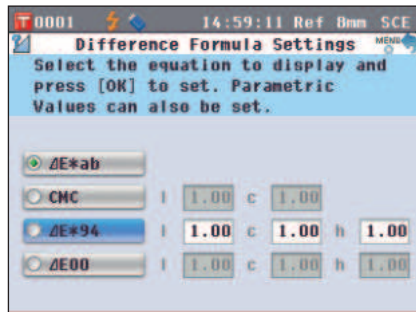 T0001 14:59:11 Ref 8mm SCE
Difference Formula Settings MENU
Select the equation to display and
press [OK] to set. Parametric
Values can also be set.
ΔE*ab
CMC l 1.00 c 1.00
ΔE*94 l 1.00 c 1.00 h 1.00
ΔE00 l 1.00 c 1.00 h 1.00